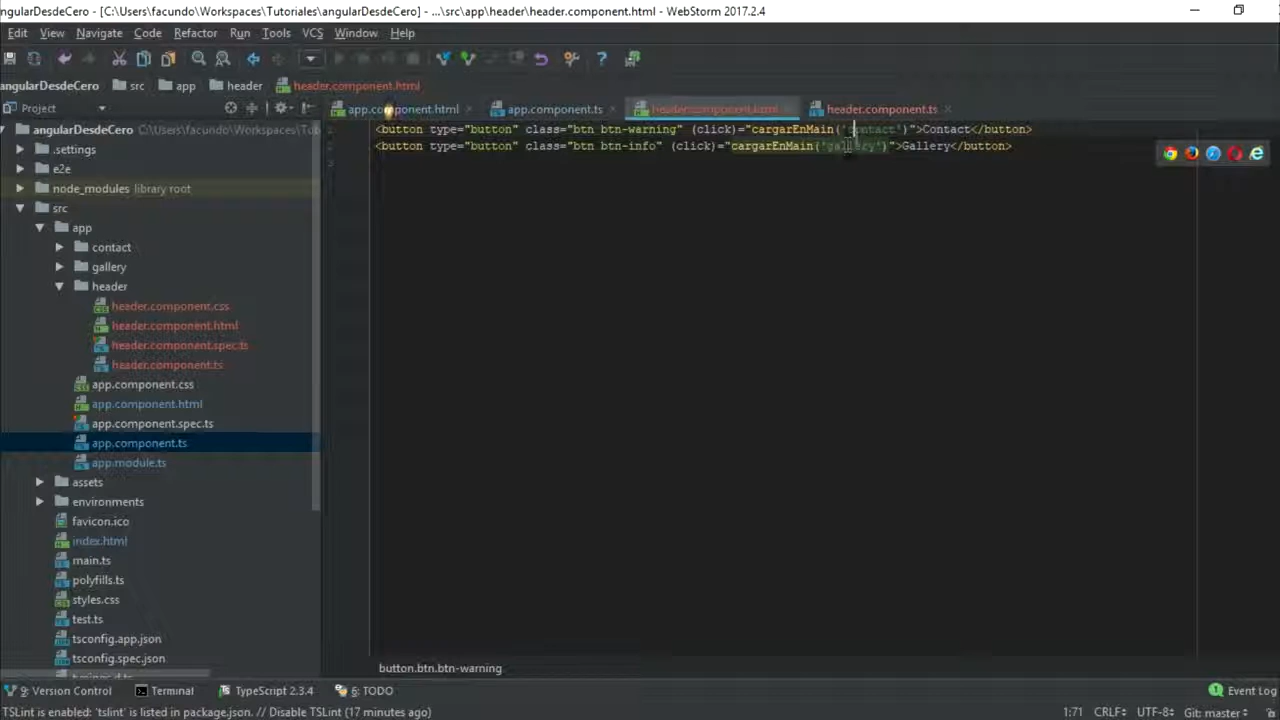 angularDesdeCero - [C:\Users\facundo\Workspaces\Tutoriales\angularDesdeCero] - ...\src\app\header\header.component.html - WebStorm 2017.2.4
Edit View Navigate Code Refactor Run Tools VCS Window Help
angularDesdeCero src app header header.component.html
Project
app.component.html app.component.ts header.component.html header.component.ts
angularDesdeCero C:\Users\facundo\Workspaces\Tutoriales
<button type="button" class="btn btn-warning" (click)="cargarEnMain('contact')">Contact</button>
<button type="button" class="btn btn-info" (click)="cargarEnMain('gallery')">Gallery</button>
3
.settings
e2e
node_modules library root
src
app
contact
gallery
header
header.component.css
header.component.html
header.component.spec.ts
header.component.ts
app.component.css
app.component.html
app.component.spec.ts
app.component.ts
app.module.ts
assets
environments
favicon.ico
index.html
main.ts
polyfills.ts
styles.css
test.ts
tsconfig.app.json
tsconfig.spec.json
button.btn.btn-warning
9: Version Control Terminal TypeScript 2.3.4 6: TODO Event Log
TSLint is enabled: 'tslint' is listed in package.json. // Disable TSLint (17 minutes ago) 1:71 CRLF UTF-8 Git: master